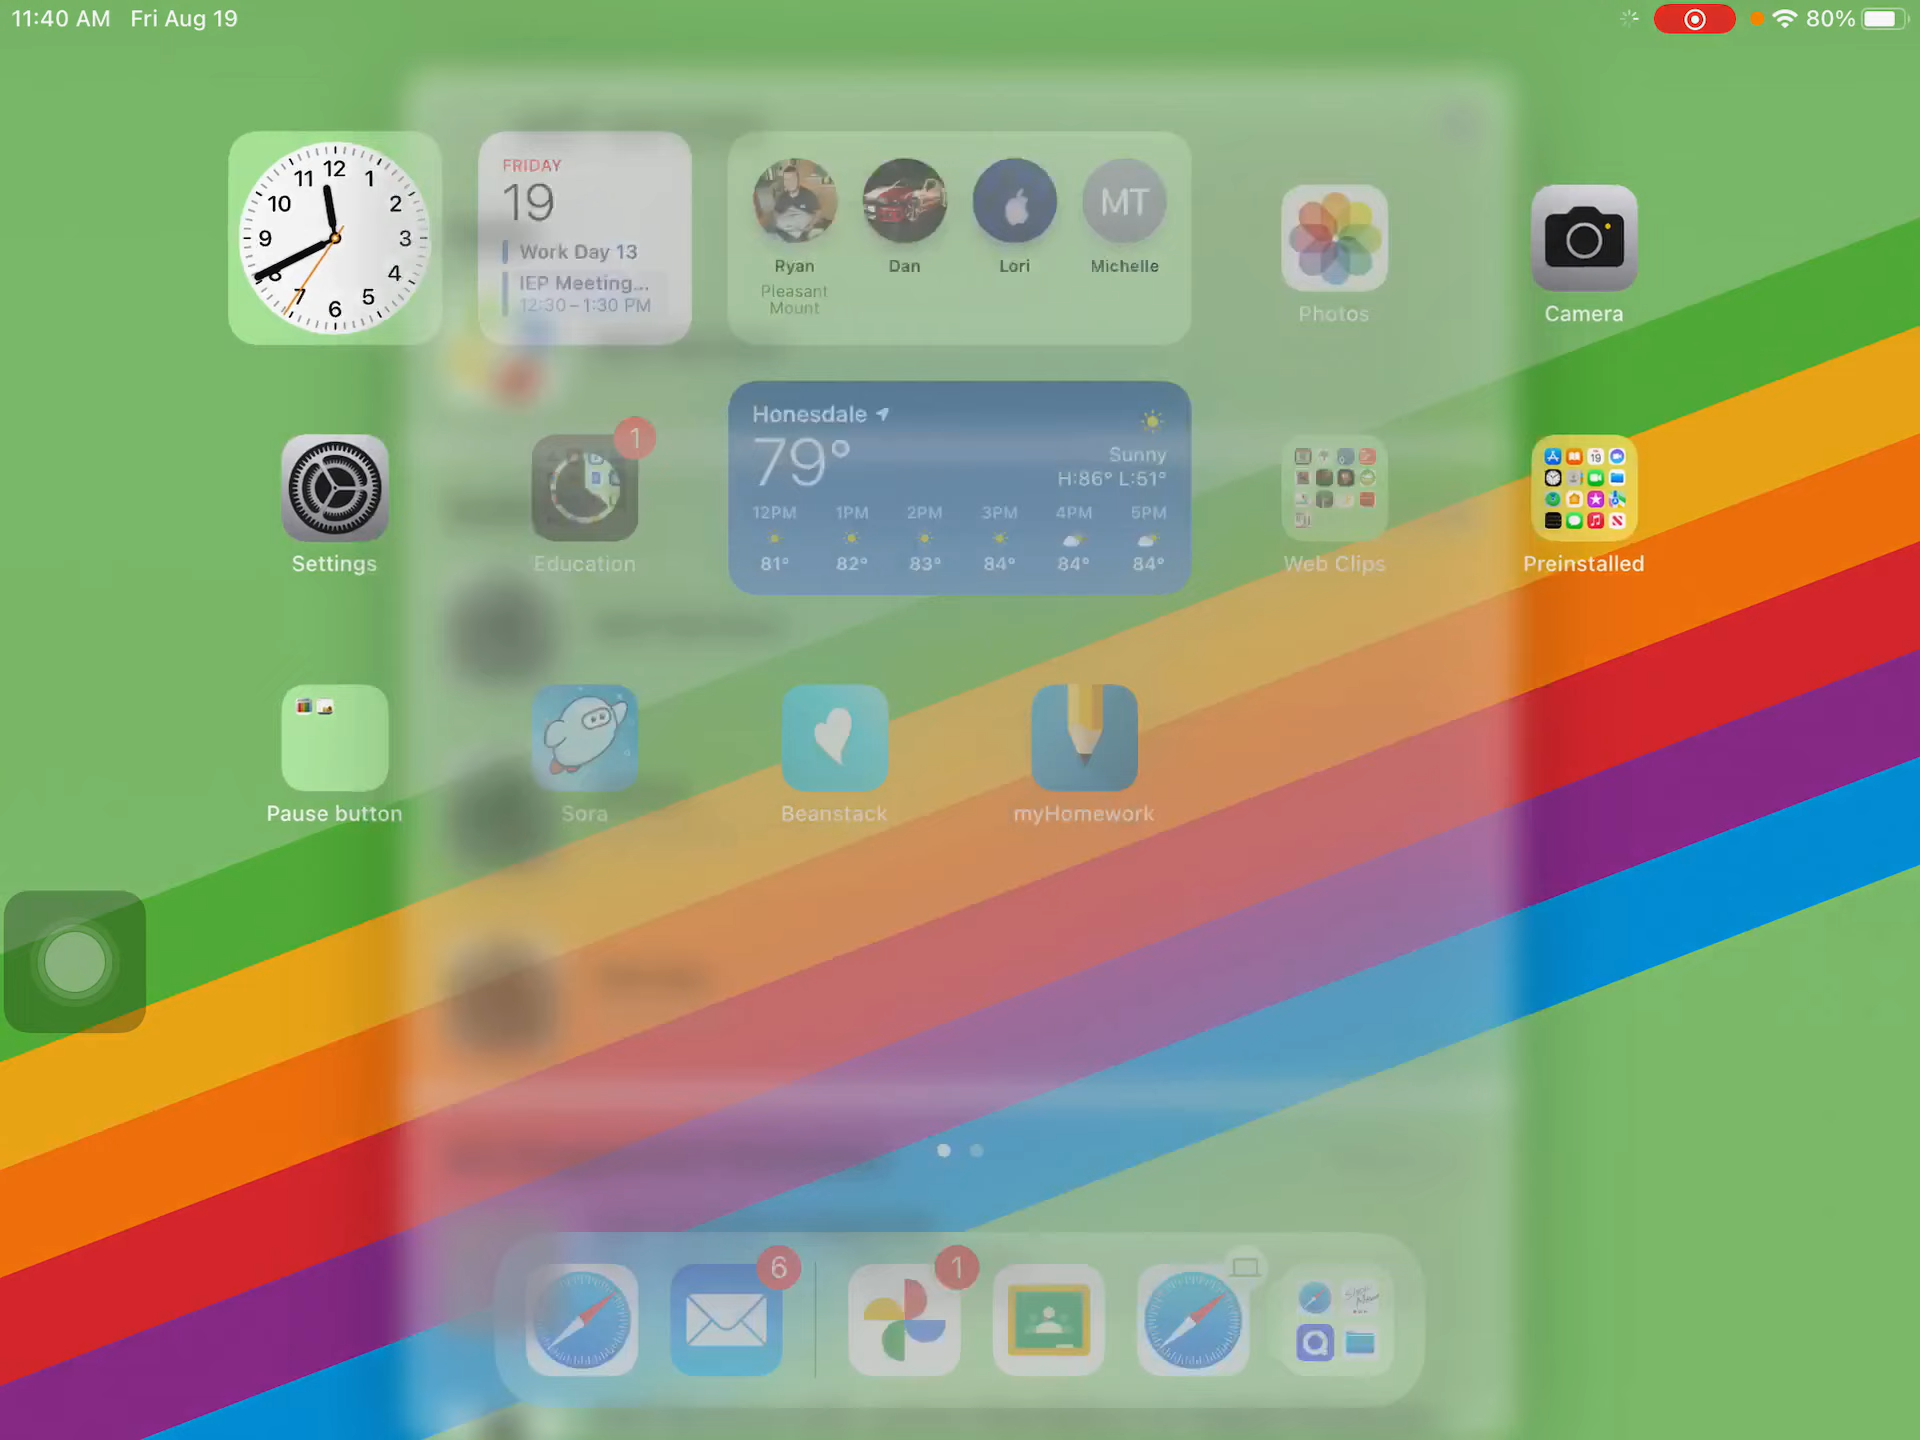 11:40 AM Fri Aug 19
80%
12
11 1
10 2
9 3
8 4
7 5
6
FRIDAY
19
Work Day 13
IEP Meeting...
12:30–1:30 PM
MT
Ryan
Dan
Lori
Michelle
Pleasant
Mount
Photos
Camera
Settings
1
Education
Honesdale
79°
Sunny
H:86° L:51°
12PM 1PM 2PM 3PM 4PM 5PM
81° 82° 83° 84° 84° 84°
Web Clips
19
Preinstalled
Pause button
Sora
Beanstack
myHomework
6
1